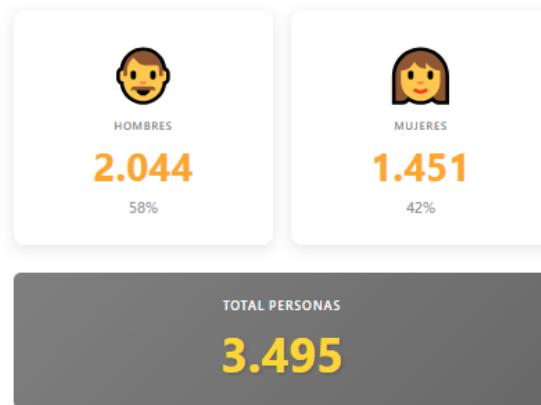 HOMBRES
2.044
58%
MUJERES
1.451
42%
TOTAL PERSONAS
3.495